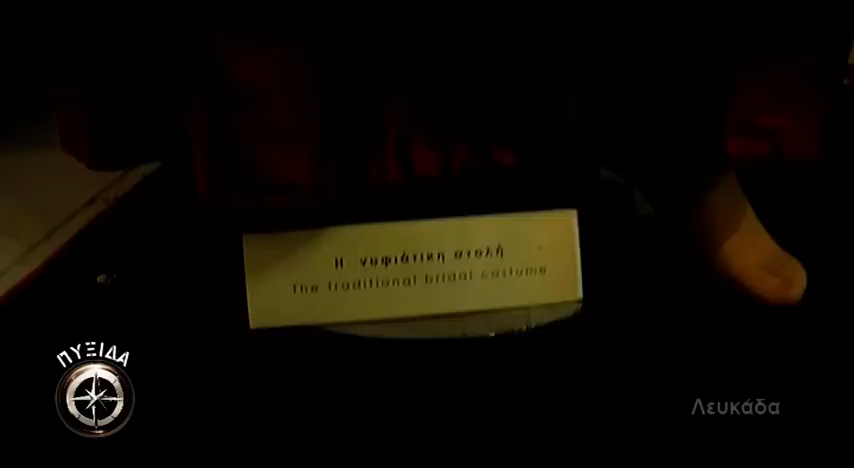 Η νυφιάτικη στολή
The traditional bridal costume
ΠΥΞΙΔΑ
Λευκάδα